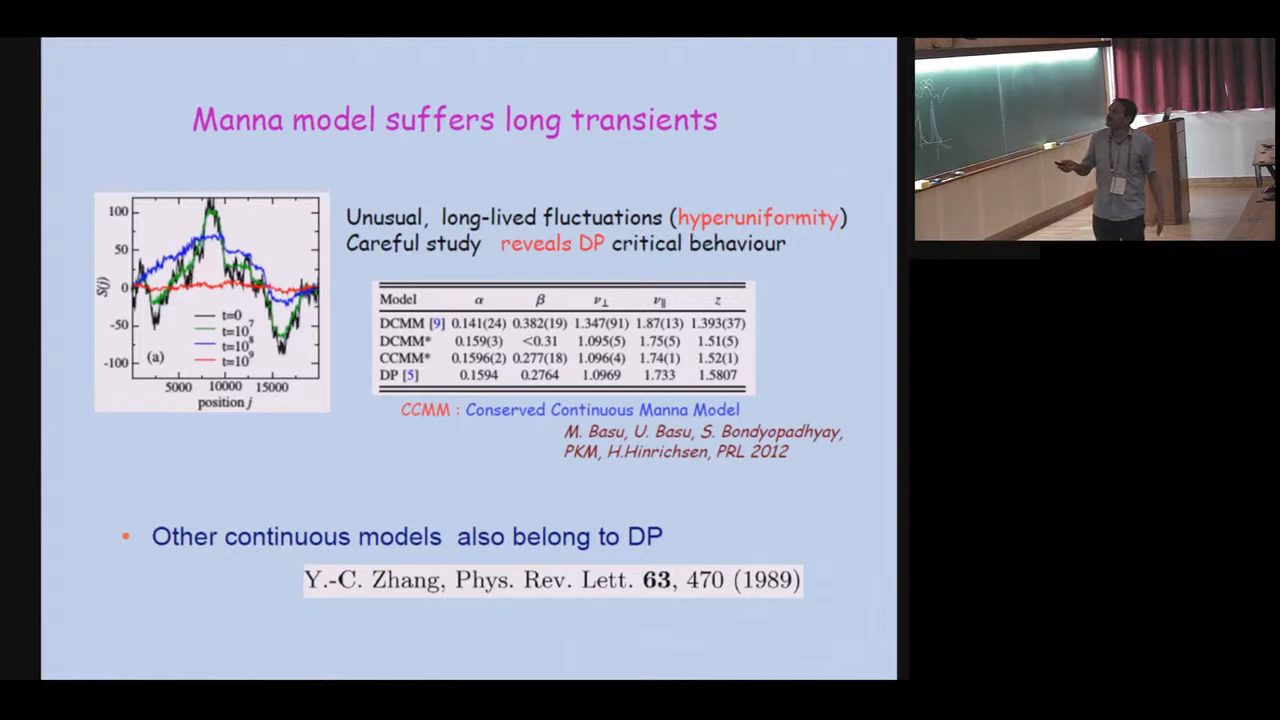 Manna model suffers long transients
100
50
0
-50
-100
S(j)
t=0
t=10^7
t=10^8
t=10^9
(a)
5000 10000 15000
position j
Unusual, long-lived fluctuations (hyperuniformity)
Careful study reveals DP critical behaviour
Model α β ν⊥ ν∥ z
DCMM [9] 0.141(24) 0.382(19) 1.347(91) 1.87(13) 1.393(37)
DCMM* 0.159(3) <0.31 1.095(5) 1.75(5) 1.51(5)
CCMM* 0.1596(2) 0.277(18) 1.096(4) 1.74(1) 1.52(1)
DP [5] 0.1594 0.2764 1.0969 1.733 1.5807
CCMM : Conserved Continuous Manna Model
M. Basu, U. Basu, S. Bondyopadhyay,
PKM, H.Hinrichsen, PRL 2012
• Other continuous models also belong to DP
Y.-C. Zhang, Phys. Rev. Lett. 63, 470 (1989)